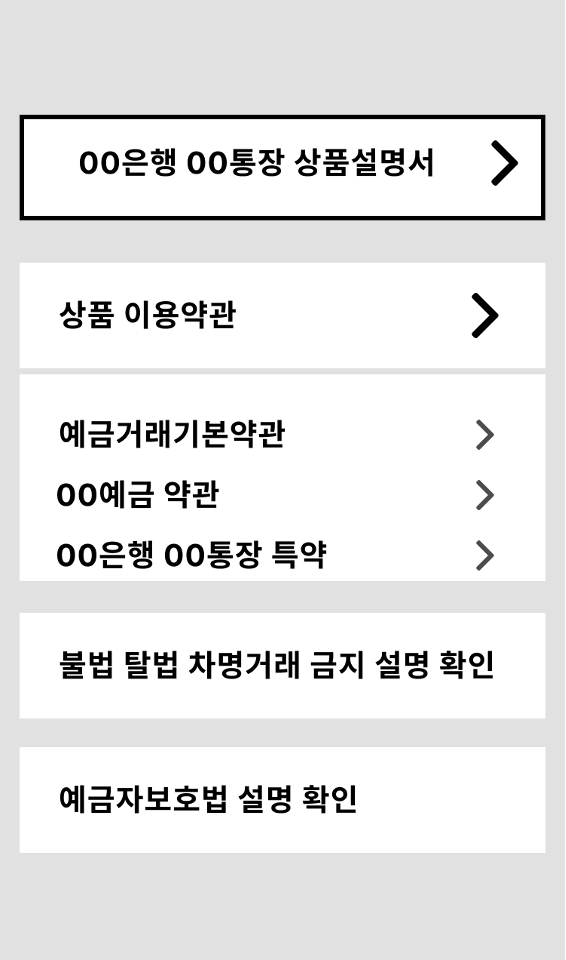 00은행 00통장 상품설명서
상품 이용약관
예금거래기본약관
00예금 약관
00은행 00통장 특약
불법 탈법 차명거래 금지 설명 확인
예금자보호법 설명 확인